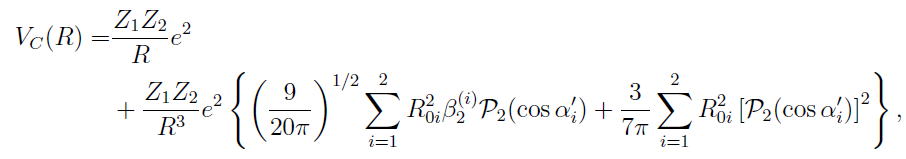 V_C(R) = \frac{Z_1 Z_2}{R} e^2
+ \frac{Z_1 Z_2}{R^3} e^2 \left\{ \left( \frac{9}{20\pi} \right)^{1/2} \sum_{i=1}^{2} R_{0i}^2 \beta_2^{(i)} \mathcal{P}_2(\cos \alpha_i') + \frac{3}{7\pi} \sum_{i=1}^{2} R_{0i}^2 \left[ \mathcal{P}_2(\cos \alpha_i') \right]^2 \right\},